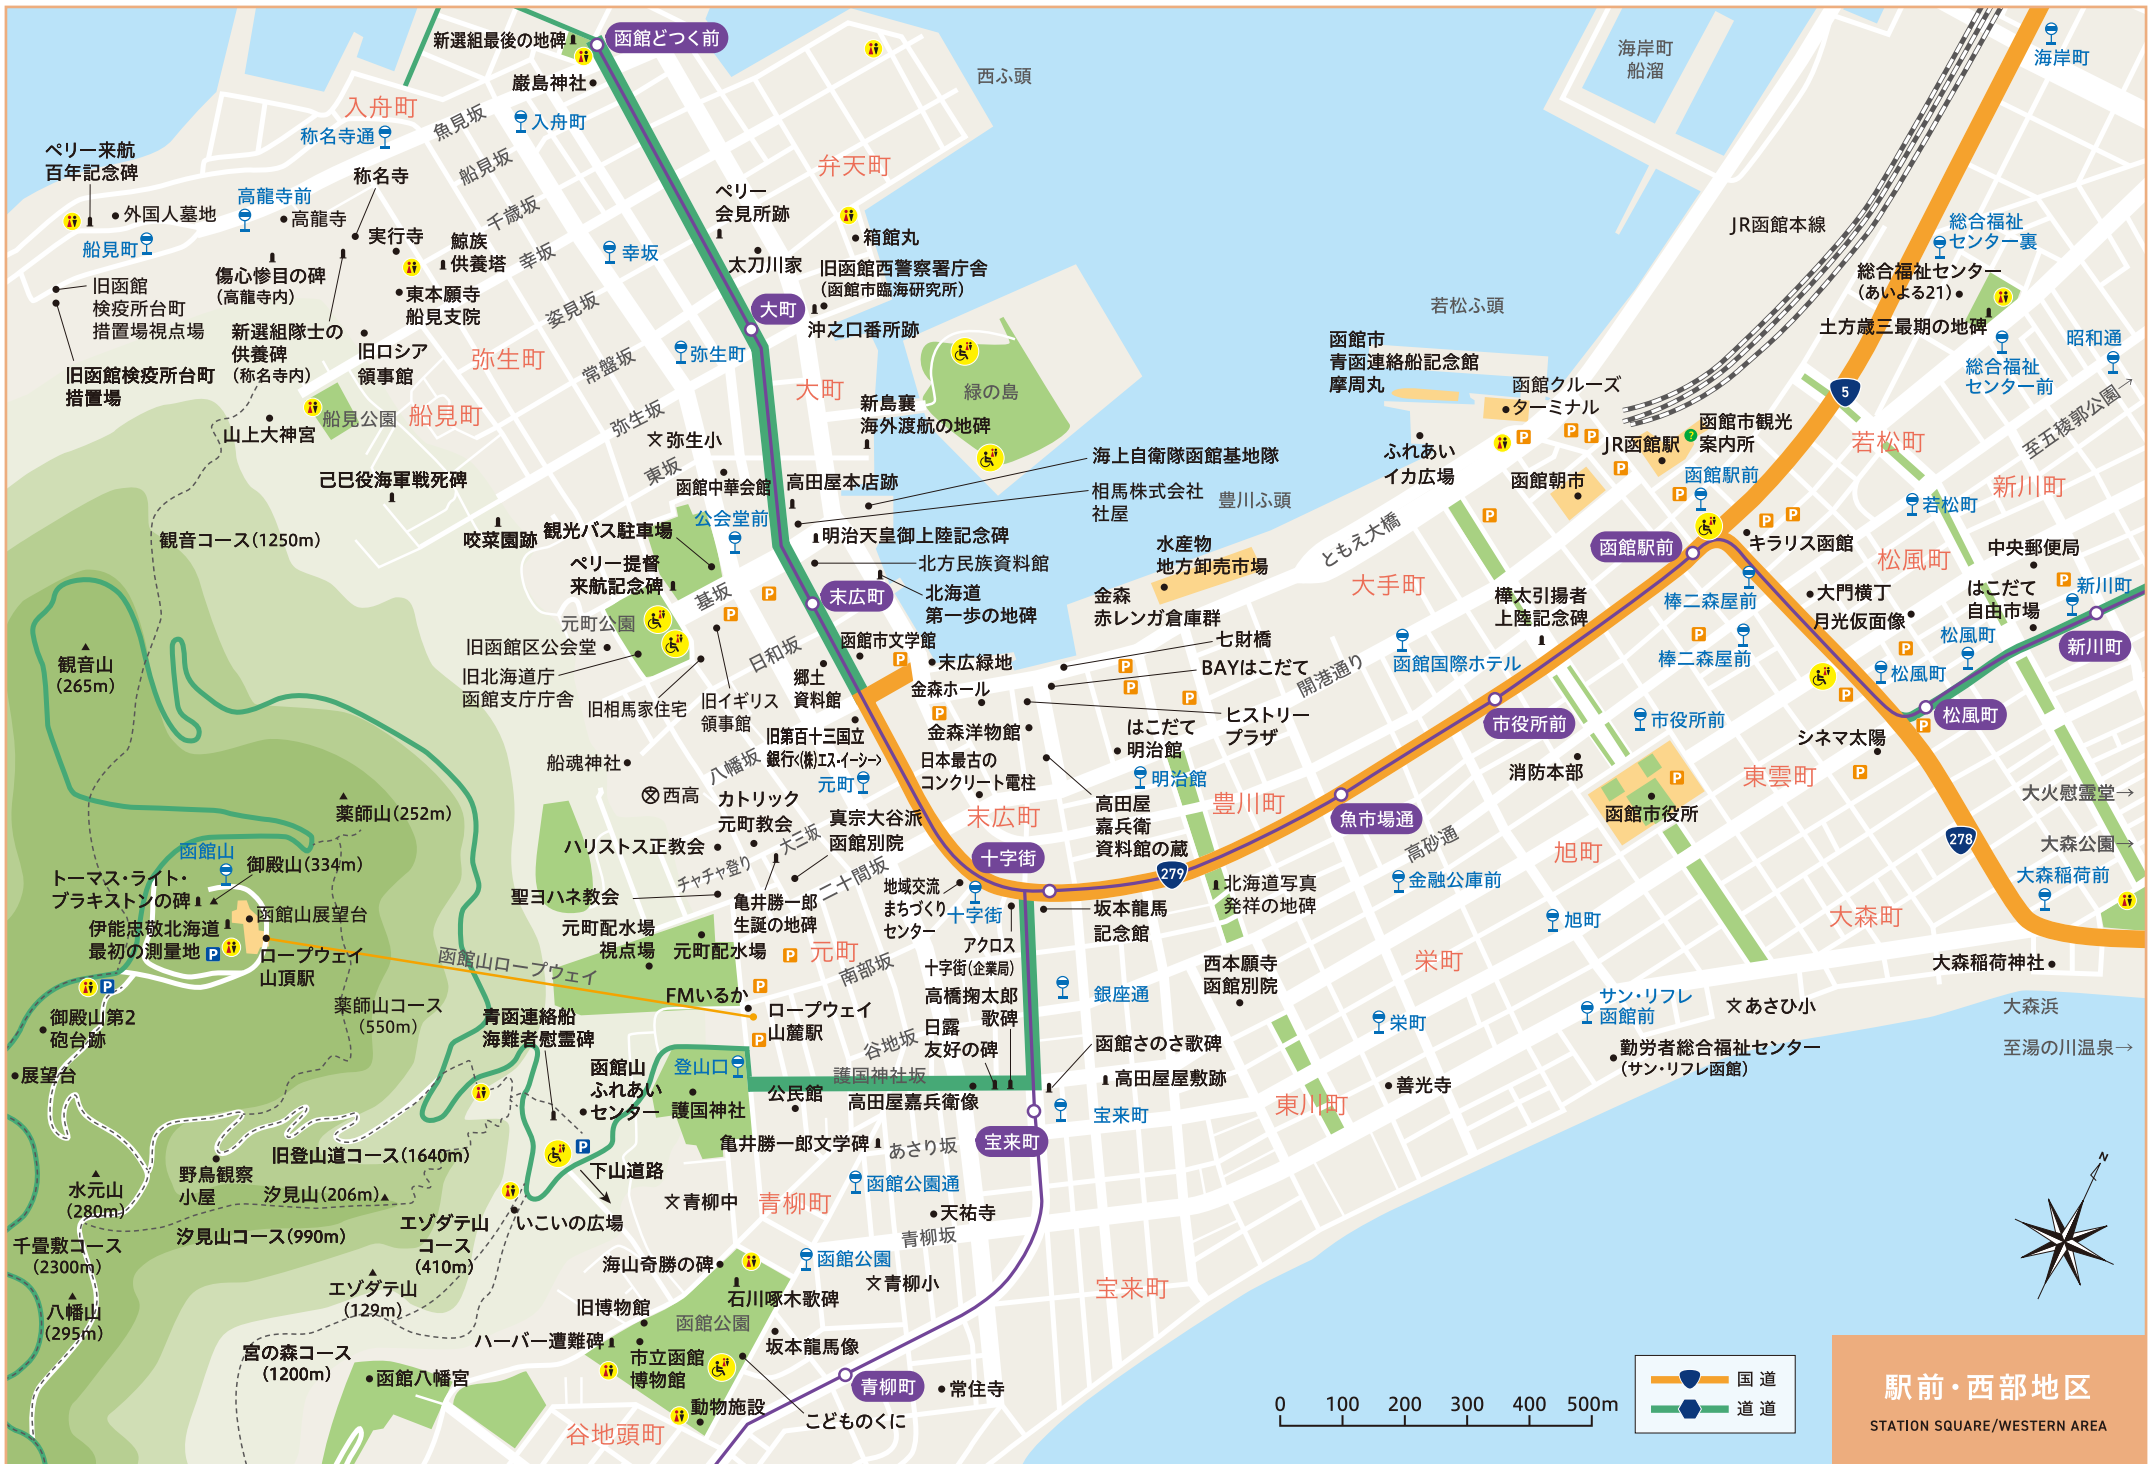 新選組最後の地碑
函館どつく前
厳島神社
入舟町
称名寺通
魚見坂
入舟町
船見坂
西ふ頭
弁天町
海岸町
船溜
海岸町
ペリー来航
百年記念碑
外国人墓地
船見町
高龍寺前
高龍寺
称名寺
実行寺
鯨族
供養塔
千歳坂
幸坂
幸坂
ペリー
会見所跡
太刀川家
箱館丸
旧函館西警察署庁舎
(函館市臨海研究所)
沖之口番所跡
大町
旧函館
検疫所台町
措置場視点場
旧函館検疫所台町
措置場
傷心惨目の碑
(高龍寺内)
新選組隊士の
供養碑
(称名寺内)
東本願寺
船見支院
旧ロシア
領事館
姿見坂
弥生町
常盤坂
弥生町
大町
山上大神宮
船見公園
船見町
弥生坂
弥生小
東坂
新島襄
海外渡航の地碑
緑の島
己巳役海軍戦死碑
観音コース(1250m)
咬菜園跡
観光バス駐車場
函館中華会館
公会堂前
高田屋本店跡
海上自衛隊函館基地隊
相馬株式会社
社屋
明治天皇御上陸記念碑
北方民族資料館
北海道
第一歩の地碑
ペリー提督
来航記念碑
基坂
末広町
元町公園
旧函館区公会堂
旧北海道庁
函館支庁庁舎
旧相馬家住宅
旧イギリス
領事館
日和坂
函館市文学館
郷土
資料館
末広緑地
金森ホール
金森洋物館
旧第百十三国立
銀行<(株)エス・イーシー>
日本最古の
コンクリート電柱
船魂神社
西高
八幡坂
元町
カトリック
元町教会
ハリストス正教会
大三坂
チャチャ登り
真宗大谷派
函館別院
二十間坂
聖ヨハネ教会
亀井勝一郎
生誕の地碑
地域交流
まちづくり
センター
元町配水場
視点場
元町配水場
元町
南部坂
アクロス
十字街(企業局)
十字街
十字街
末広町
高田屋
嘉兵衛
資料館の蔵
坂本龍馬
記念館
豊川ふ頭
若松ふ頭
函館市
青函連絡船記念館
摩周丸
函館クルーズ
ターミナル
ふれあい
イカ広場
函館朝市
JR函館駅
函館市観光
案内所
函館駅前
函館駅前
JR函館本線
総合福祉
センター裏
総合福祉センター
(あいよる21)
土方歳三最期の地碑
総合福祉
センター前
昭和通
至五稜郭公園→
5
若松町
新川町
若松町
松風町
中央郵便局
キラリス函館
棒二森屋前
大門横丁
月光仮面像
はこだて
自由市場
新川町
新川町
松風町
棒二森屋前
松風町
松風町
シネマ太陽
水産物
地方卸売市場
ともえ大橋
金森
赤レンガ倉庫群
七財橋
BAYはこだて
ヒストリー
プラザ
はこだて
明治館
明治館
大手町
樺太引揚者
上陸記念碑
函館国際ホテル
開港通り
市役所前
市役所前
消防本部
函館市役所
東雲町
豊川町
魚市場通
高砂通
旭町
279
278
北海道写真
発祥の地碑
金融公庫前
旭町
大火慰霊堂→
大森公園→
大森稲荷前
大森町
大森稲荷神社
大森浜
至湯の川温泉→
栄町
西本願寺
函館別院
栄町
サン・リフレ
函館前
あさひ小
勤労者総合福祉センター
(サン・リフレ函館)
善光寺
東川町
観音山
(265m)
薬師山(252m)
函館山
御殿山(334m)
トーマス・ライト・
ブラキストンの碑
函館山展望台
伊能忠敬北海道
最初の測量地
ロープウェイ
山頂駅
函館山ロープウェイ
薬師山コース
(550m)
御殿山第2
砲台跡
展望台
青函連絡船
海難者慰霊碑
FMいるか
ロープウェイ
山麓駅
函館山
ふれあい
センター
登山口
護国神社
谷地坂
護国神社坂
公民館
高橋掬太郎
歌碑
日露
友好の碑
銀座通
函館さのさ歌碑
高田屋屋敷跡
高田屋嘉兵衛像
宝来町
宝来町
亀井勝一郎文学碑
あさり坂
函館公園通
旧登山道コース(1640m)
野鳥観察
小屋
汐見山(206m)
水元山
(280m)
汐見山コース(990m)
千畳敷コース
(2300m)
八幡山
(295m)
エゾダテ山
コース
(410m)
エゾダテ山
(129m)
下山道路
いこいの広場
青柳中
青柳町
天祐寺
青柳坂
海山奇勝の碑
函館公園
青柳小
石川啄木歌碑
旧博物館
函館公園
坂本龍馬像
ハーバー遭難碑
市立函館
博物館
宮の森コース
(1200m)
函館八幡宮
動物施設
こどものくに
青柳町
常住寺
谷地頭町
宝来町
N
0 100 200 300 400 500m
国道
道道
駅前・西部地区
STATION SQUARE/WESTERN AREA